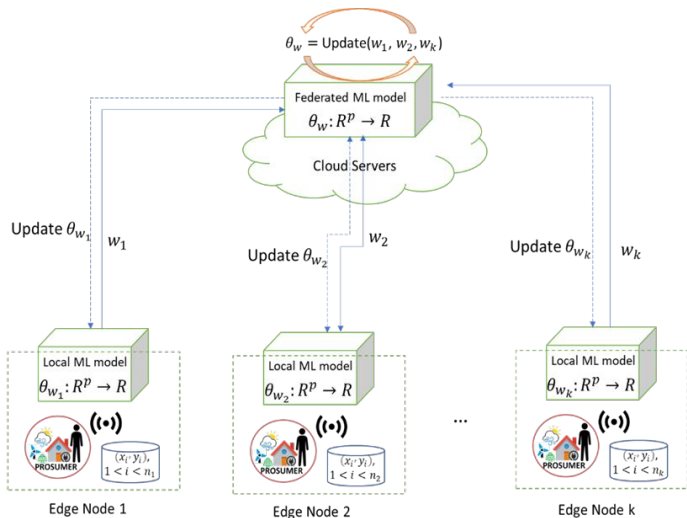 θ_w = Update(w_1, w_2,w_k)
Federated ML model
θ_w: R^p → R
Cloud Servers
Update θ_{w_1}
w_1
Update θ_{w_2}
w_2
Update θ_{w_k}
w_k
Local ML model
θ_{w_1}: R^p → R
PROSUMER
(x_i, y_i),
1 < i < n_1
Edge Node 1
Local ML model
θ_{w_2}: R^p → R
PROSUMER
(x_i, y_i),
1 < i < n_2
Edge Node 2
...
Local ML model
θ_{w_k}: R^p → R
PROSUMER
(x_i, y_i),
1 < i < n_k
Edge Node k